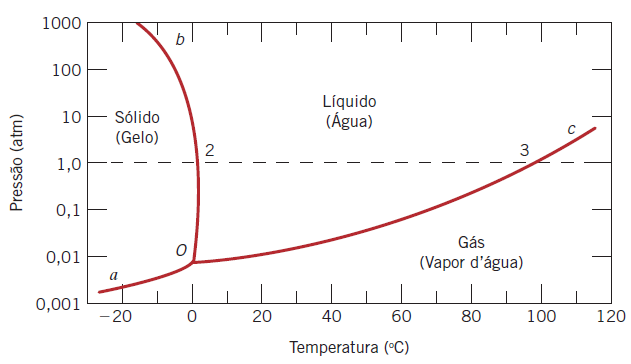 1000
100
10
1,0
0,1
0,01
0,001
Pressão (atm)
b
Sólido
(Gelo)
Líquido
(Água)
2
3
c
O
a
Gás
(Vapor d'água)
−20 0 20 40 60 80 100 120
Temperatura (°C)